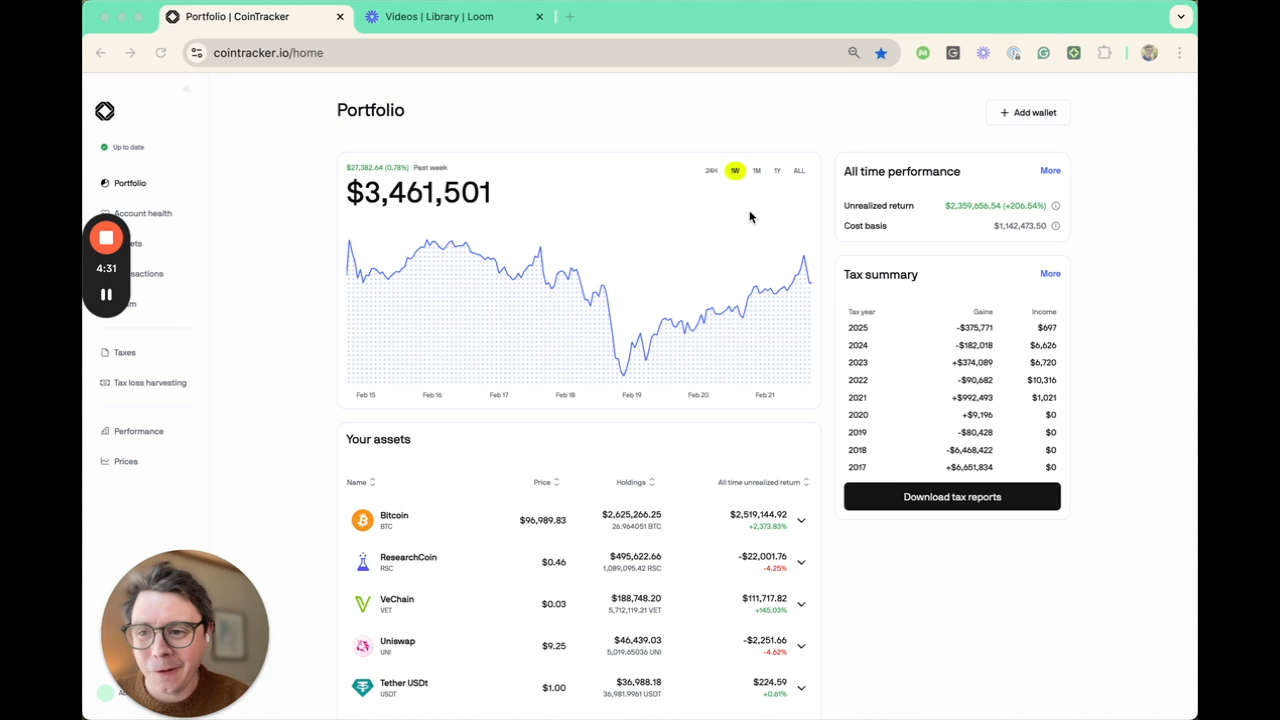 Portfolio | CoinTracker
Videos | Library | Loom
cointracker.io/home
Portfolio
+ Add wallet
Up to date
Portfolio
Account health
Taxes
Tax loss harvesting
Performance
Prices
4:31
$27,382.64 (0.78%) Past week
24H 1W 1M 1Y ALL
$3,461,501
Feb 15 Feb 16 Feb 17 Feb 18 Feb 19 Feb 20 Feb 21
All time performance More
Unrealized return $2,359,656.54 (+206.54%)
Cost basis $1,142,473.50
Tax summary More
Tax year Gains Income
2025 -$375,771 $697
2024 -$182,018 $6,626
2023 +$374,089 $6,720
2022 -$90,682 $10,316
2021 +$992,493 $1,021
2020 +$9,196 $0
2019 -$80,428 $0
2018 -$6,468,422 $0
2017 +$6,651,834 $0
Download tax reports
Your assets
Name Price Holdings All time unrealized return
Bitcoin $96,989.83 $2,625,266.25 $2,519,144.92
BTC 26.964051 BTC +2,373.83%
ResearchCoin $0.46 $495,622.66 -$22,001.76
RSC 1,089,095.42 RSC -4.25%
VeChain $0.03 $188,748.20 $111,717.82
VET 5,712,119.21 VET +145.03%
Uniswap $9.25 $46,439.03 -$2,251.66
UNI 5,019.65036 UNI -4.62%
Tether USDt $1.00 $36,988.18 $224.59
USDT 36,981.9961 USDT +0.61%